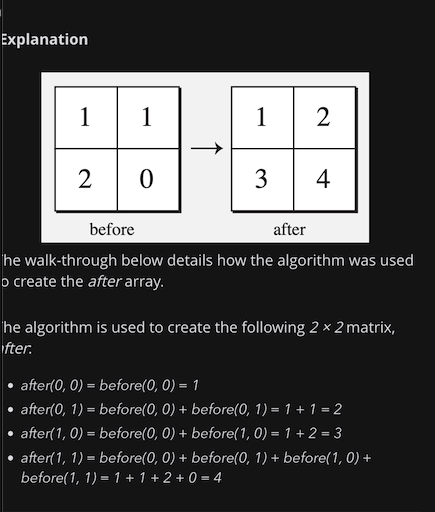 Explanation
1 1 1 2
2 0 → 3 4
before after
he walk-through below details how the algorithm was used
o create the after array.
he algorithm is used to create the following 2 × 2 matrix,
fter:
• after(0, 0) = before(0, 0) = 1
• after(0, 1) = before(0, 0) + before(0, 1) = 1 + 1 = 2
• after(1, 0) = before(0, 0) + before(1, 0) = 1 + 2 = 3
• after(1, 1) = before(0, 0) + before(0, 1) + before(1, 0) +
before(1, 1) = 1 + 1 + 2 + 0 = 4